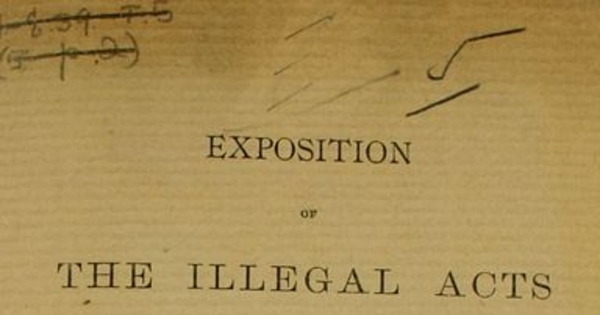 EXPOSITION
OF
THE ILLEGAL ACTS